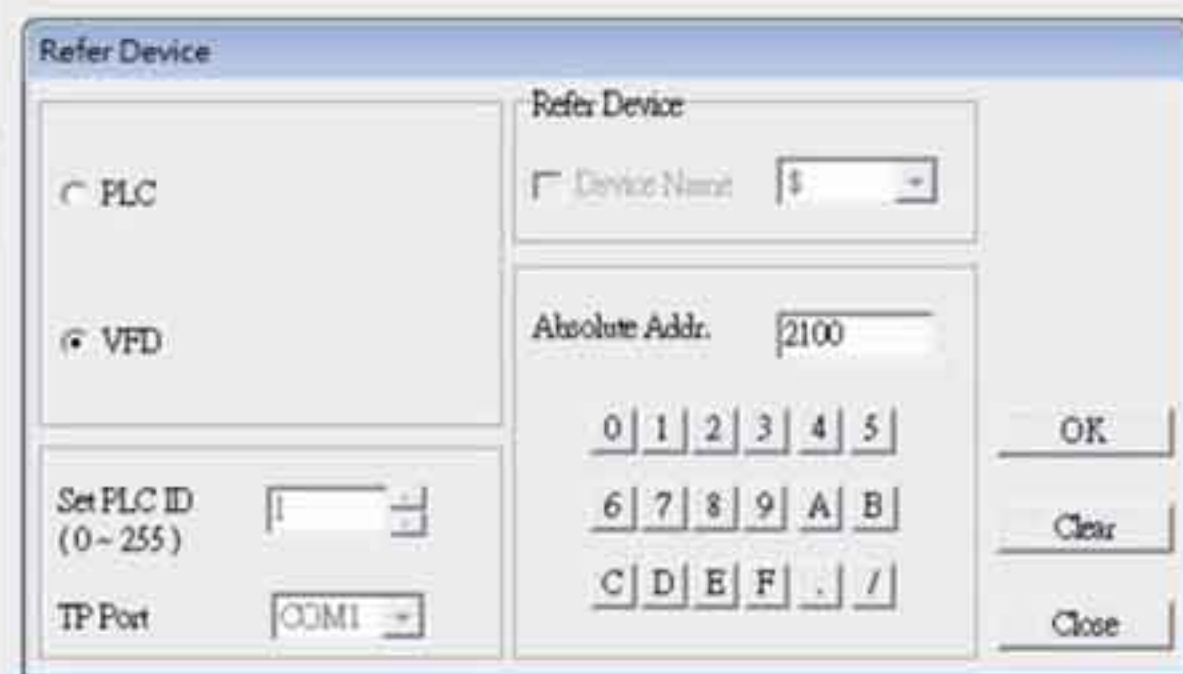 Refer Device
PLC
VFD
Set PLC ID
(0~255)
1
TP Port
COM1
Refer Device
Device Name
$
Absolute Addr.
2100
0 1 2 3 4 5
6 7 8 9 A B
C D E F . /
OK
Clear
Close